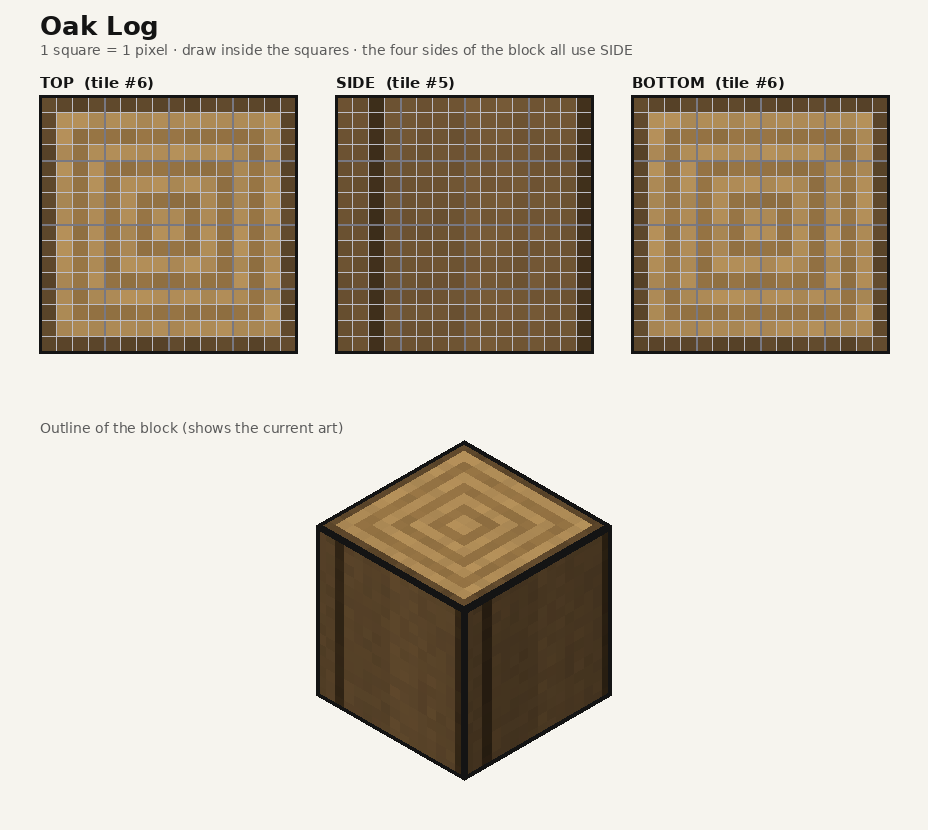 Oak Log
1 square = 1 pixel · draw inside the squares · the four sides of the block all use SIDE
TOP (tile #6)
SIDE (tile #5)
BOTTOM (tile #6)
Outline of the block (shows the current art)